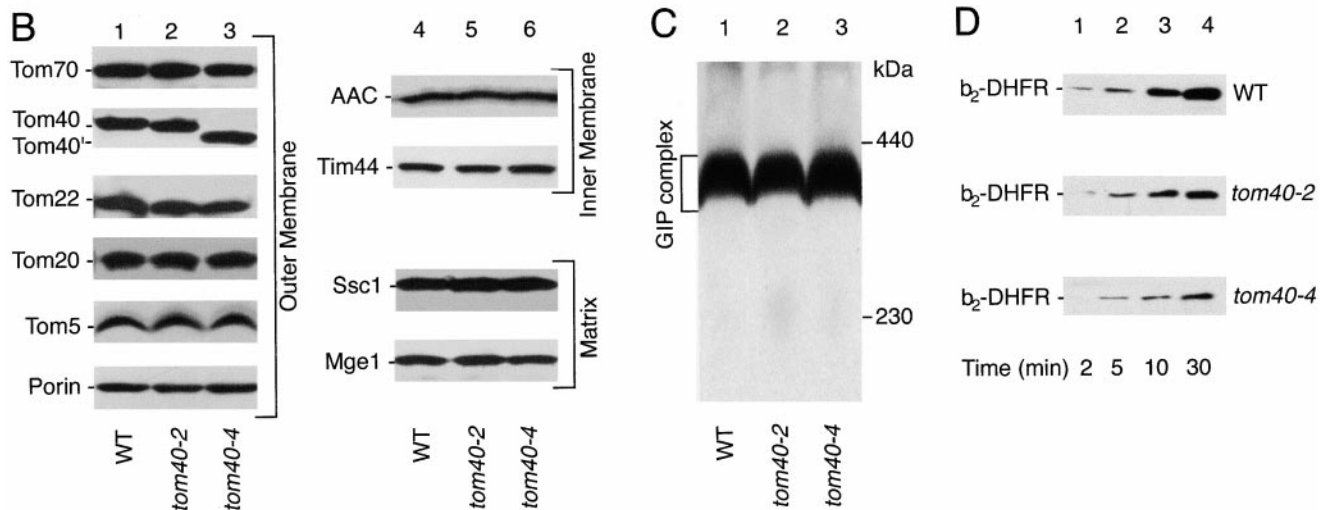 B
1 2 3
Tom70
Tom40
Tom40'
Tom22
Tom20
Tom5
Porin
Outer Membrane
WT
tom40-2
tom40-4
4 5 6
AAC
Tim44
Inner Membrane
Ssc1
Mge1
Matrix
WT
tom40-2
tom40-4
C
1 2 3
kDa
440
230
GIP complex
WT
tom40-2
tom40-4
D
1 2 3 4
b₂-DHFR WT
b₂-DHFR tom40-2
b₂-DHFR tom40-4
Time (min) 2 5 10 30